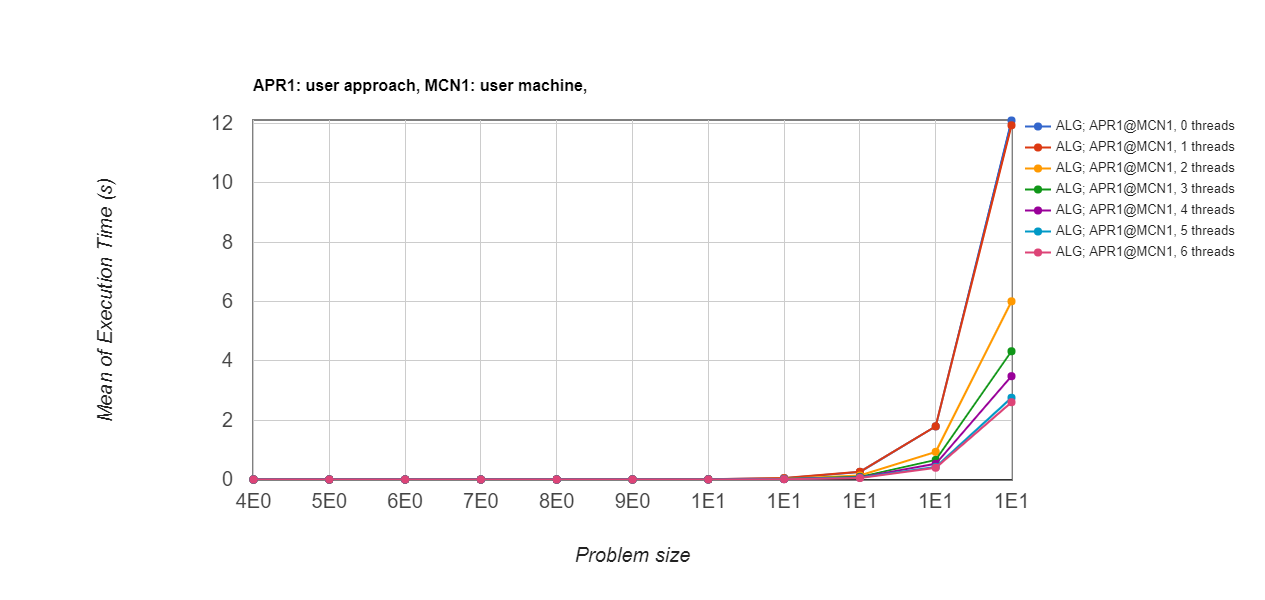 APR1: user approach, MCN1: user machine,
12
10
8
6
4
2
0
Mean of Execution Time (s)
4E0 5E0 6E0 7E0 8E0 9E0 1E1 1E1 1E1 1E1 1E1
Problem size
ALG; APR1@MCN1, 0 threads
ALG; APR1@MCN1, 1 threads
ALG; APR1@MCN1, 2 threads
ALG; APR1@MCN1, 3 threads
ALG; APR1@MCN1, 4 threads
ALG; APR1@MCN1, 5 threads
ALG; APR1@MCN1, 6 threads